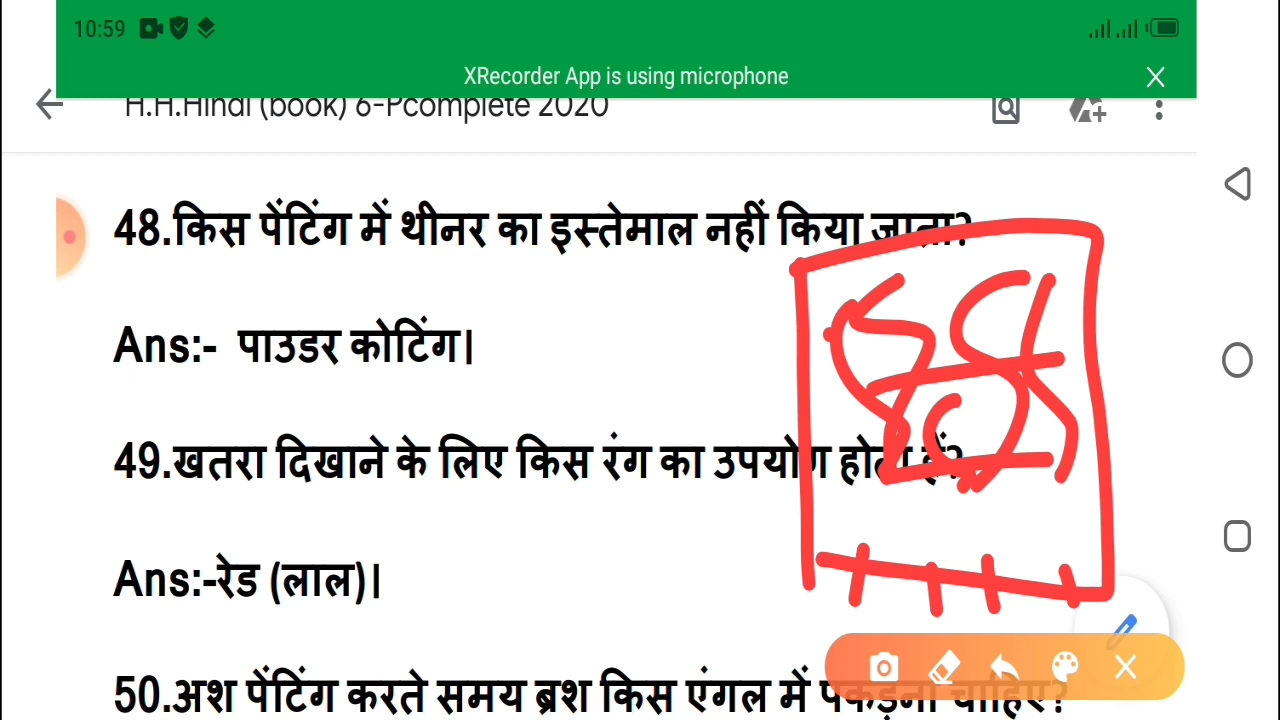 10:59
XRecorder App is using microphone
H.H.Hindi (book) 6-Pcomplete 2020
48.किस पेंटिंग में थीनर का इस्तेमाल नहीं किया जाता?
Ans:- पाउडर कोटिंग।
49.खतरा दिखाने के लिए किस रंग का उपयोग होता हैं?
Ans:-रेड (लाल)।
50.अश पेंटिंग करते समय ब्रश किस एंगल में पकड़ना चाहिए?